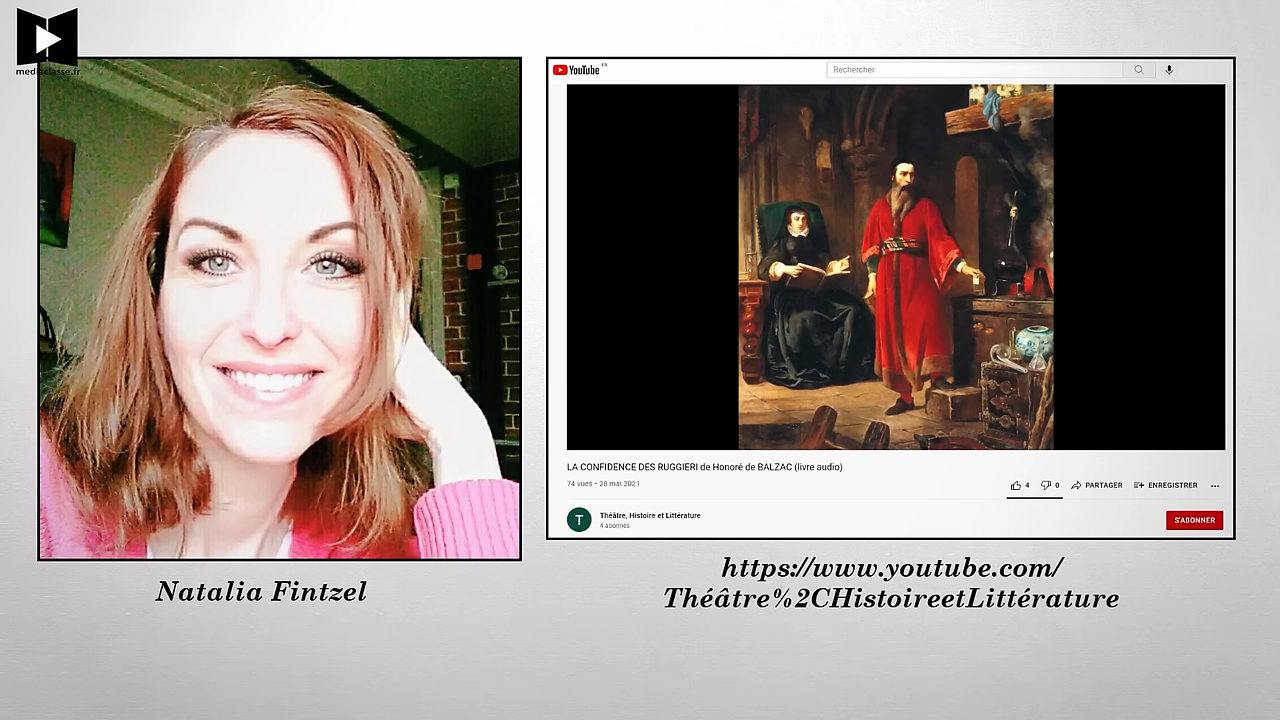 mediaclasse.fr
YouTube FR
Rechercher
LA CONFIDENCE DES RUGGIERI de Honoré de BALZAC (livre audio)
74 vues • 28 mai 2021
4
0
PARTAGER
ENREGISTRER
T
Théâtre, Histoire et Littérature
4 abonnés
S'ABONNER
Natalia Fintzel
https://www.youtube.com/
Théâtre%2CHistoireetLittérature